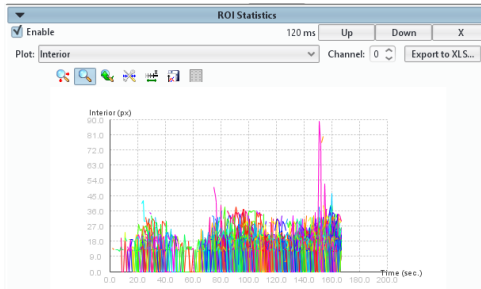 ROI Statistics
Enable 120 ms Up Down X
Plot: Interior Channel: 0 Export to XLS...
Interior (px)
90.0
81.0
72.0
63.0
54.0
45.0
36.0
27.0
18.0
9.0
0.0
0.0 20.0 40.0 60.0 80.0 100.0 120.0 140.0 160.0 180.0 200.0
Time (sec.)